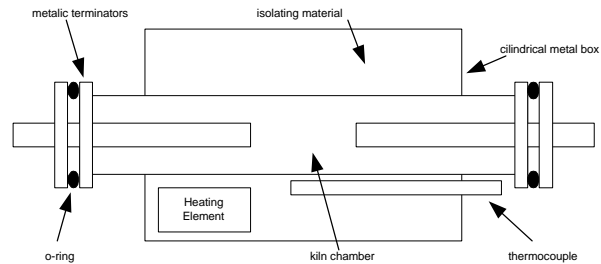 metalic terminators
isolating material
cilindrical metal box
Heating
Element
o-ring
kiln chamber
thermocouple